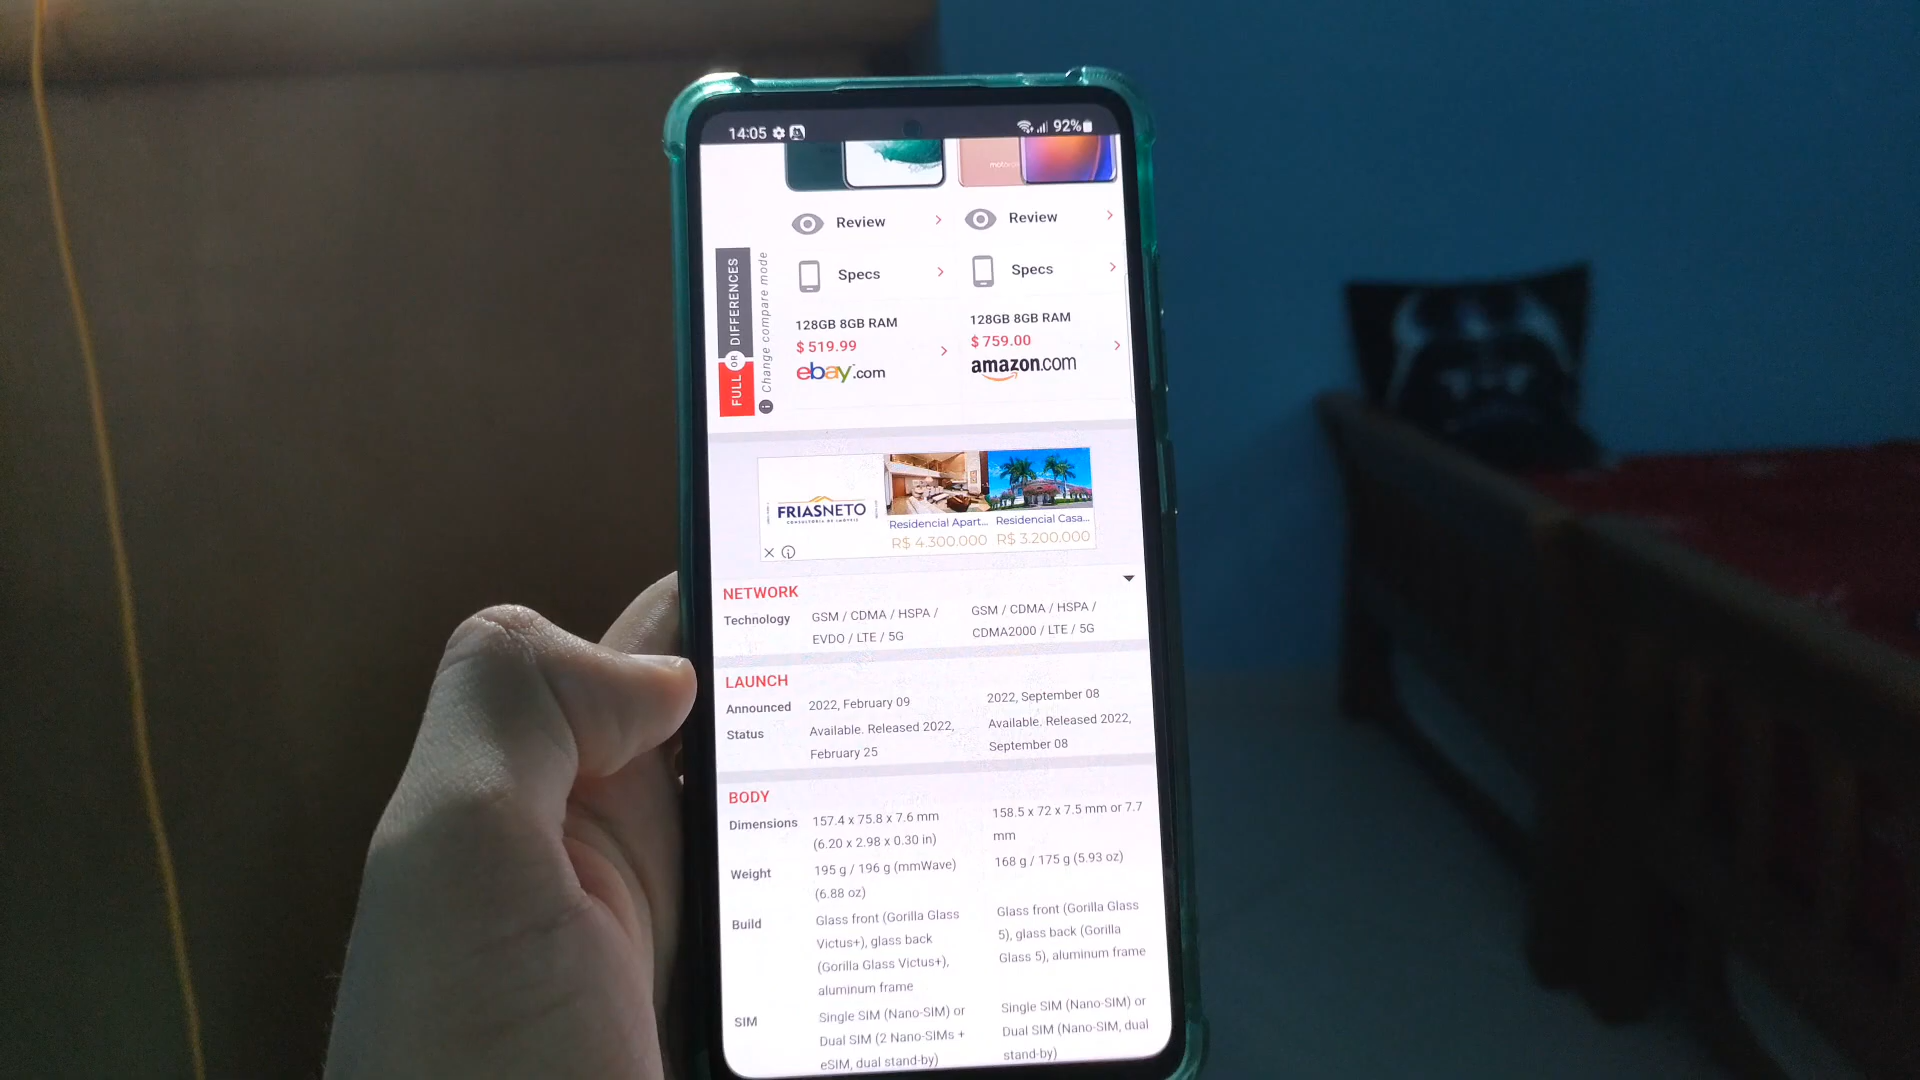 14:05
92%
motorola
Review
Review
Specs
Specs
FULL OR DIFFERENCES
Change compare mode
128GB 8GB RAM
$ 519.99
ebay.com
128GB 8GB RAM
$ 759.00
amazon.com
FRIASNETO
CONSULTORIA DE IMÓVEIS
Residencial Apart...
R$ 4.300.000
Residencial Casa...
R$ 3.200.000
NETWORK
Technology
GSM / CDMA / HSPA /
EVDO / LTE / 5G
GSM / CDMA / HSPA /
CDMA2000 / LTE / 5G
LAUNCH
Announced
2022, February 09
2022, September 08
Status
Available. Released 2022,
February 25
Available. Released 2022,
September 08
BODY
Dimensions
157.4 x 75.8 x 7.6 mm
(6.20 x 2.98 x 0.30 in)
158.5 x 72 x 7.5 mm or 7.7
mm
Weight
195 g / 196 g (mmWave)
(6.88 oz)
168 g / 175 g (5.93 oz)
Build
Glass front (Gorilla Glass
Victus+), glass back
(Gorilla Glass Victus+),
aluminum frame
Glass front (Gorilla Glass
5), glass back (Gorilla
Glass 5), aluminum frame
SIM
Single SIM (Nano-SIM) or
Dual SIM (2 Nano-SIMs +
eSIM, dual stand-by)
Single SIM (Nano-SIM) or
Dual SIM (Nano-SIM, dual
stand-by)